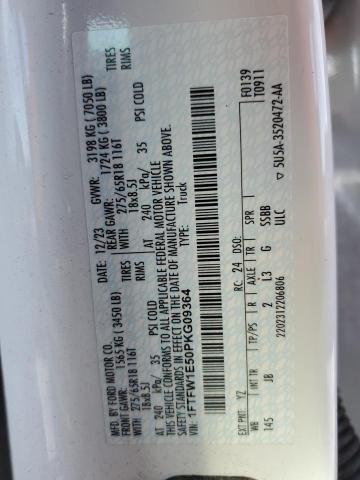 MFD. BY FORD MOTOR CO. 12/23 GVWR: 3198 KG ( 7050 LB)
FRONT GAWR: 1565 KG ( 3450 LB) REAR GAWR: 1724 KG ( 3800 LB)
WITH 275/65R18 116T TIRES WITH 275/65R18 116T TIRES
18x8.5J RIMS 18x8.5J RIMS
AT 240 kPa/ 35 PSI COLD AT 240 kPa/ 35 PSI COLD
THIS VEHICLE CONFORMS TO ALL APPLICABLE FEDERAL MOTOR VEHICLE
SAFETY STANDARDS IN EFFECT ON THE DATE OF MANUFACTURE SHOWN ABOVE.
VIN: 1FTFW1E50PKG09364 TYPE: Truck
F0139
T0911
EXT PNT: YZ RC: 24 DSO:
WB INT TR TP/PS R AXLE TR SPR
145 JB 2 L3 G SSBB
ULC
220231220680​6 ▽ 5U5A-3520472-AA